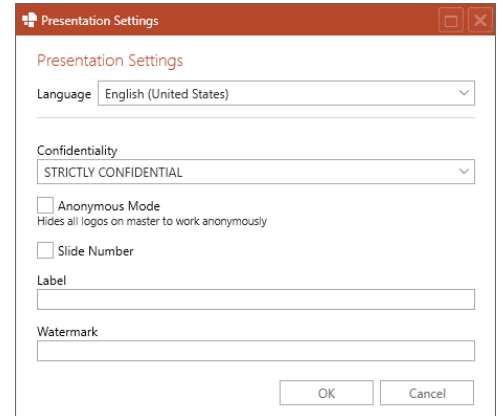 Presentation Settings
Presentation Settings
Language English (United States)
Confidentiality
STRICTLY CONFIDENTIAL
Anonymous Mode
Hides all logos on master to work anonymously
Slide Number
Label
Watermark
OK Cancel